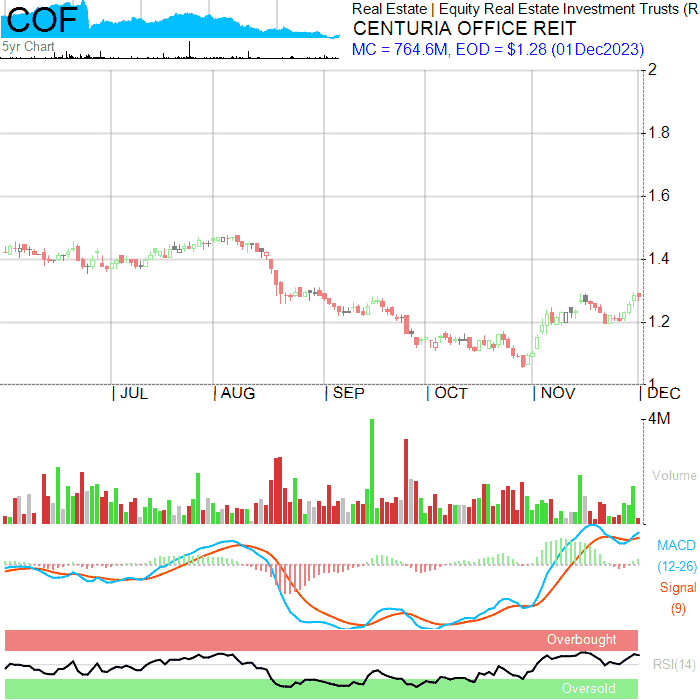 COF
5yr Chart
Real Estate | Equity Real Estate Investment Trusts (R
CENTURIA OFFICE REIT
MC = 764.6M, EOD = $1.28 (01Dec2023)
2
1.8
1.6
1.4
1.2
1
JUL AUG SEP OCT NOV DEC
4M
Volume
MACD
(12-26)
Signal
(9)
Overbought
RSI(14)
Oversold